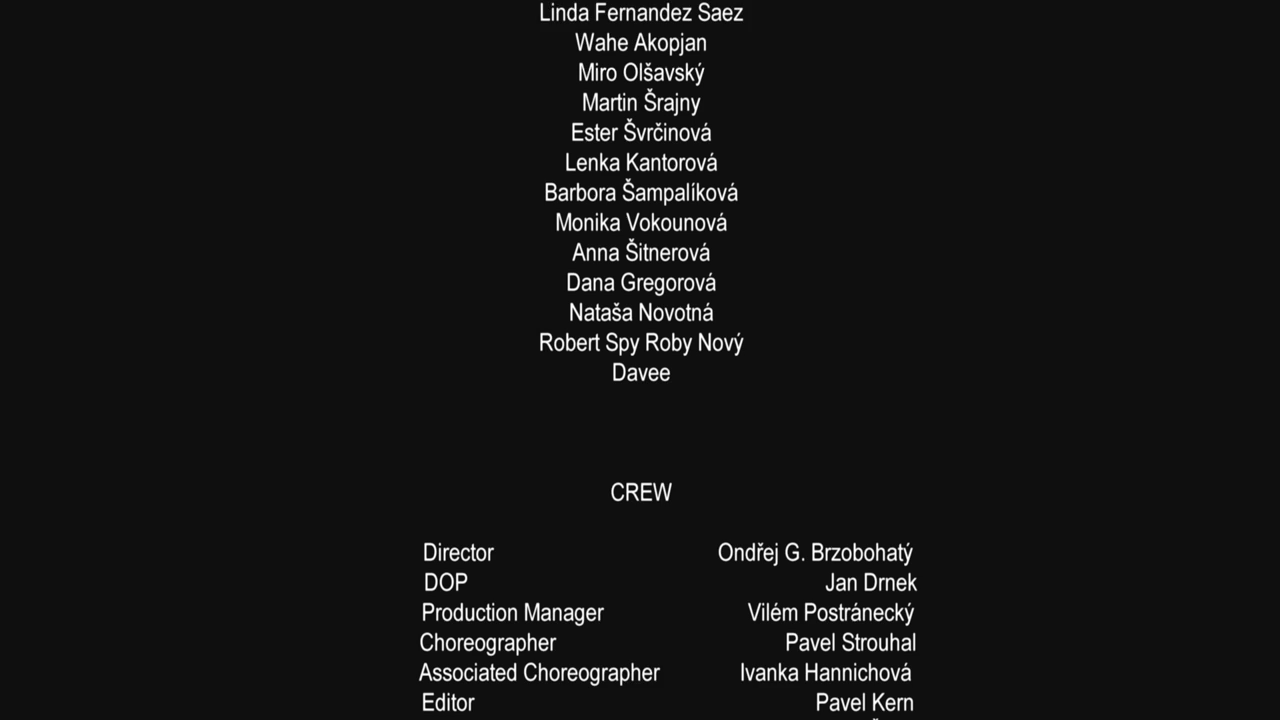 Linda Fernandez Saez
Wahe Akopjan
Miro Olšavský
Martin Šrajny
Ester Švrčinová
Lenka Kantorová
Barbora Šampalíková
Monika Vokounová
Anna Šitnerová
Dana Gregorová
Nataša Novotná
Robert Spy Roby Nový
Davee
CREW
Director Ondřej G. Brzobohatý
DOP Jan Drnek
Production Manager Vilém Postránecký
Choreographer Pavel Strouhal
Associated Choreographer Ivanka Hannichová
Editor Pavel Kern